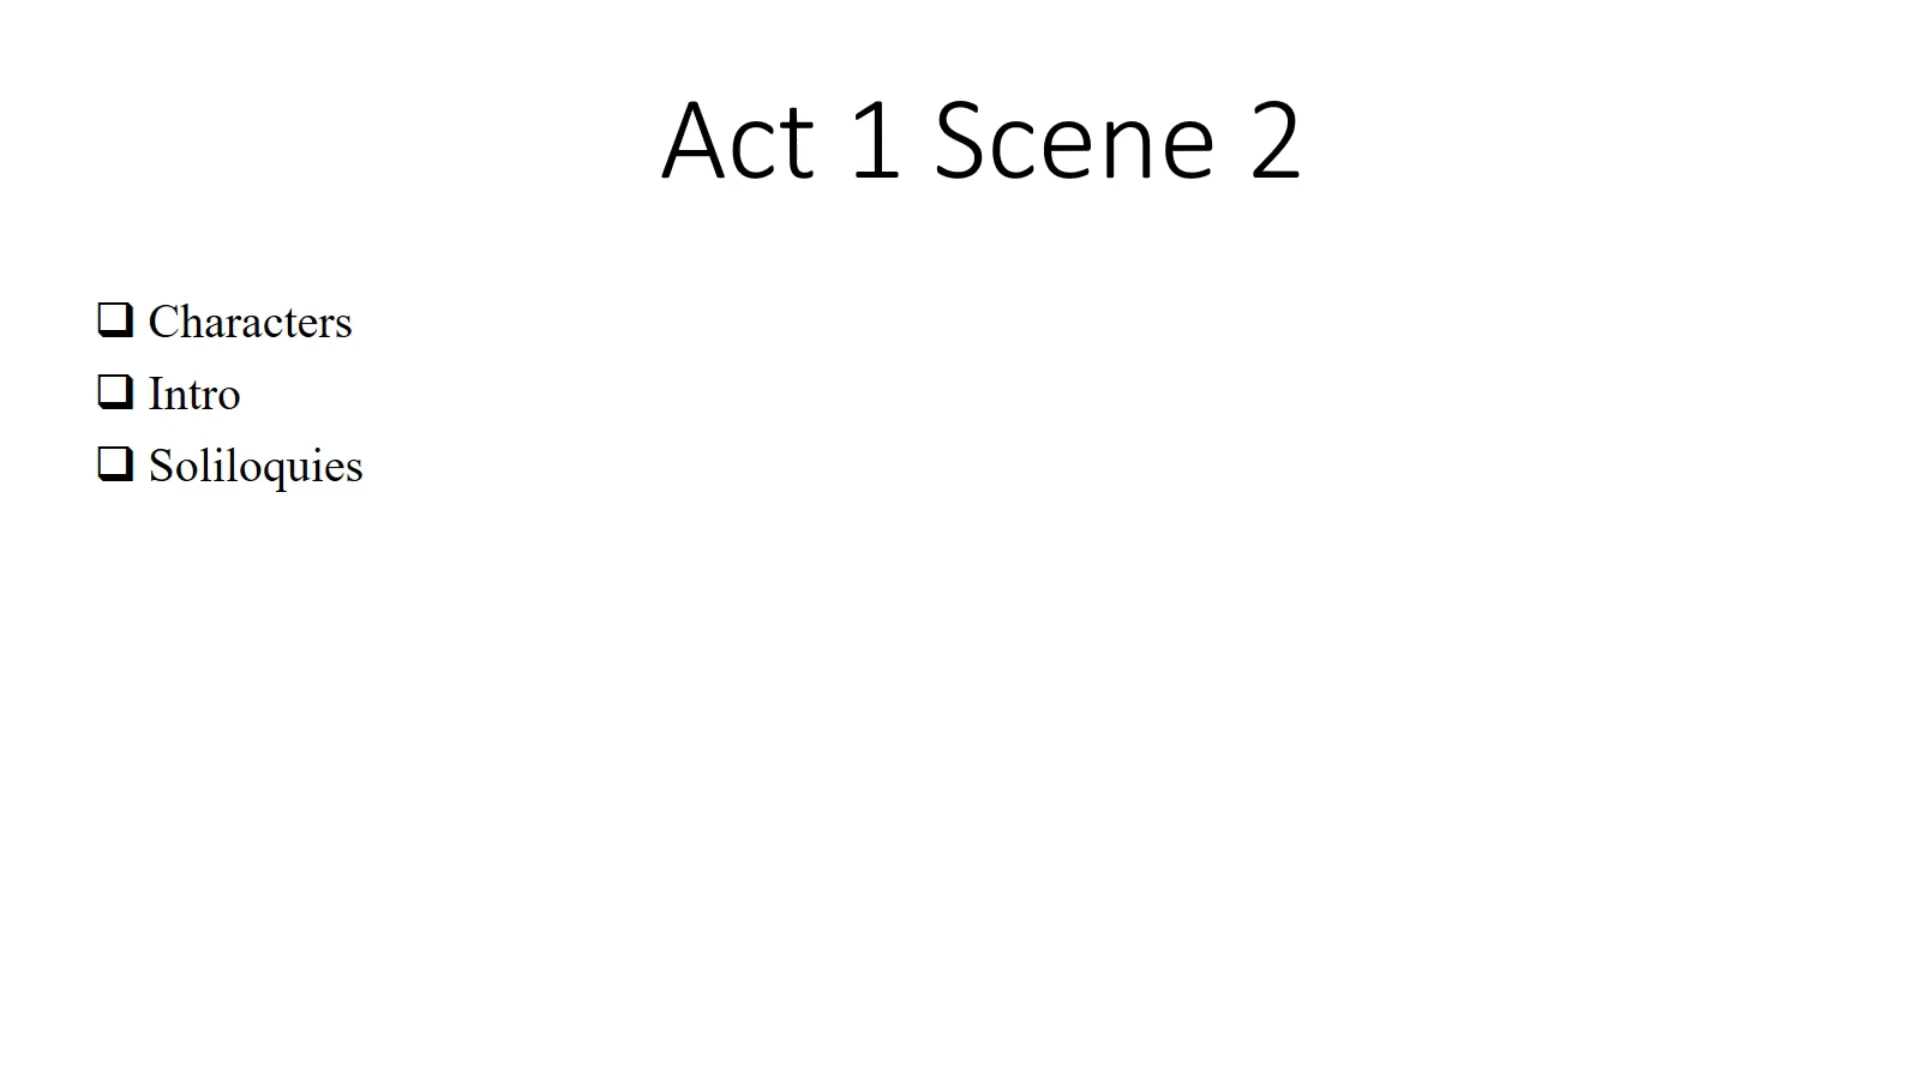 Act 1 Scene 2
❑ Characters
❑ Intro
❑ Soliloquies